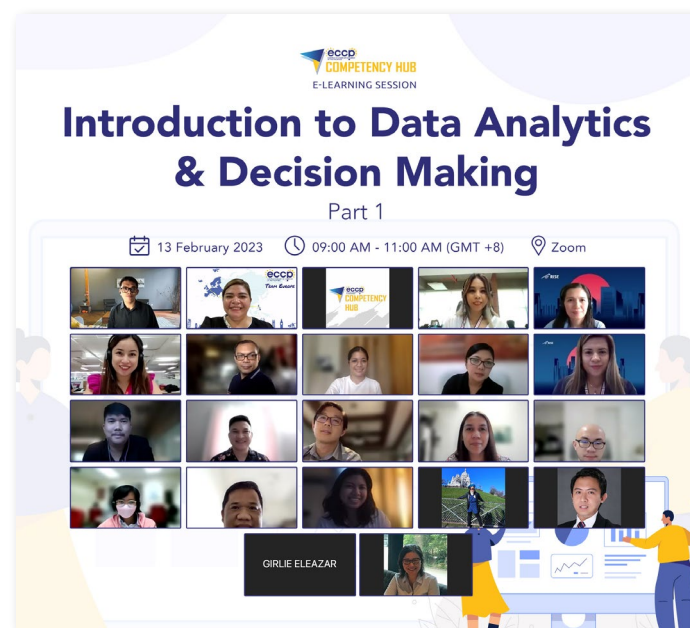 eccp
COMPETENCY HUB
E-LEARNING SESSION
Introduction to Data Analytics
& Decision Making
Part 1
13 February 2023
09:00 AM - 11:00 AM (GMT +8)
Zoom
eccp
TEAM EUROPE
eccp
COMPETENCY
HUB
RISE
GIRLIE ELEAZAR